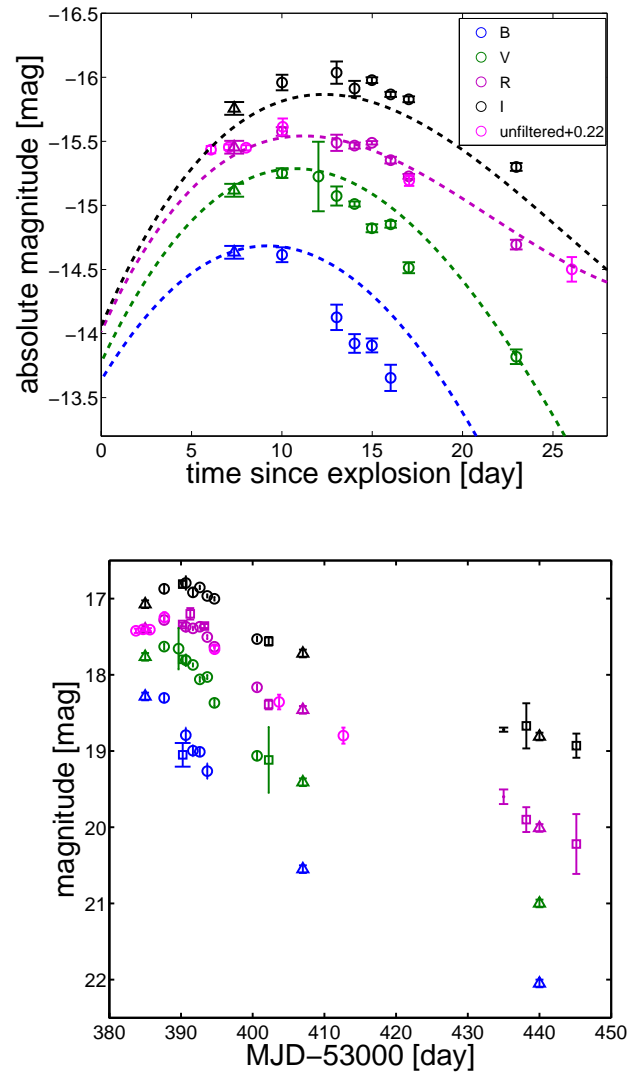 −16.5
−16
−15.5
−15
−14.5
−14
−13.5
absolute magnitude [mag]
0 5 10 15 20 25
time since explosion [day]
B
V
R
I
unfiltered+0.22
17
18
19
20
21
22
magnitude [mag]
380 390 400 410 420 430 440 450
MJD−53000 [day]